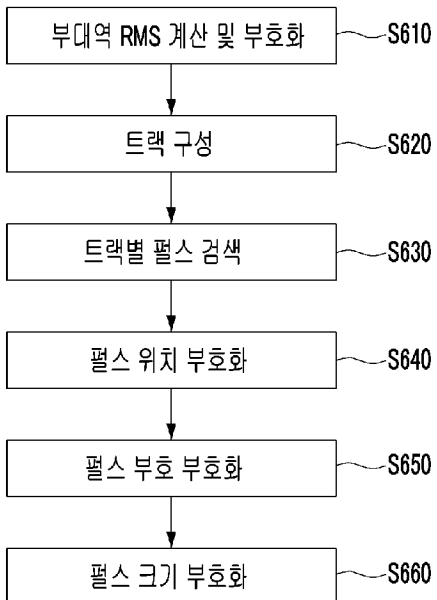 부대역 RMS 계산 및 부호화 S610
트랙 구성 S620
트랙별 펄스 검색 S630
펄스 위치 부호화 S640
펄스 부호 부호화 S650
펄스 크기 부호화 S660